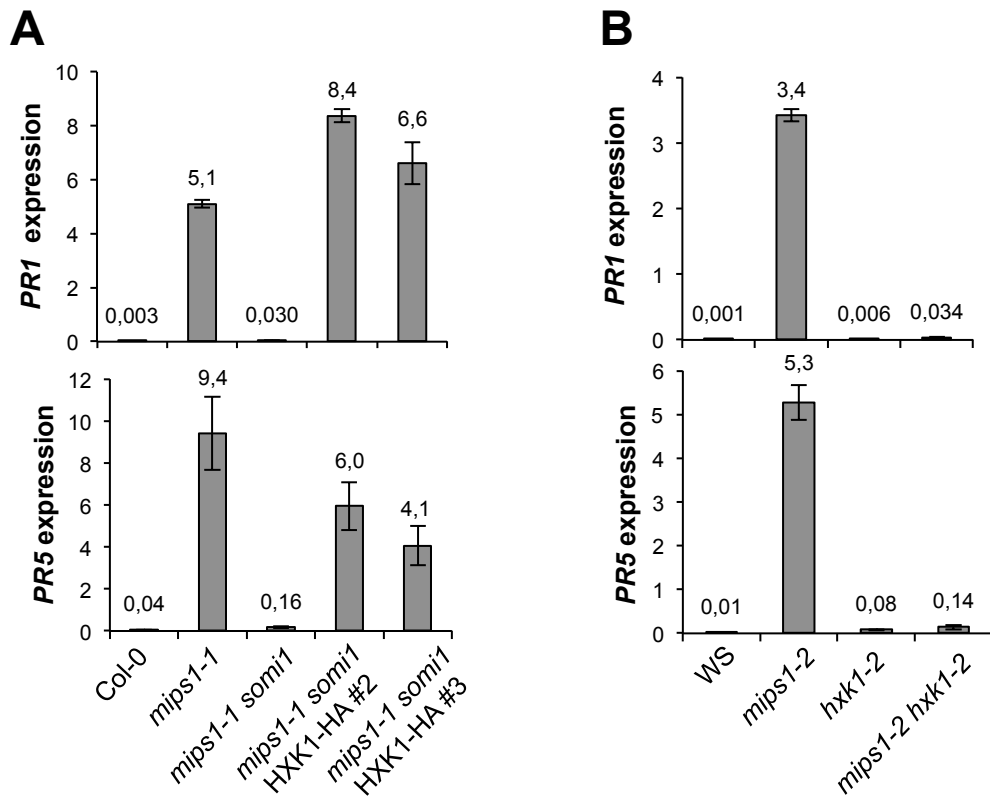 A
PR1 expression
10
8
6
4
2
0
0,003
5,1
0,030
8,4
6,6
PR5 expression
12
10
8
6
4
2
0
0,04
9,4
0,16
6,0
4,1
Col-0
mips1-1
mips1-1 somi1
mips1-1 somi1
HXK1-HA #2
mips1-1 somi1
HXK1-HA #3
B
PR1 expression
4
3
2
1
0
0,001
3,4
0,006
0,034
PR5 expression
6
5
4
3
2
1
0
0,01
5,3
0,08
0,14
WS
mips1-2
hxk1-2
mips1-2 hxk1-2